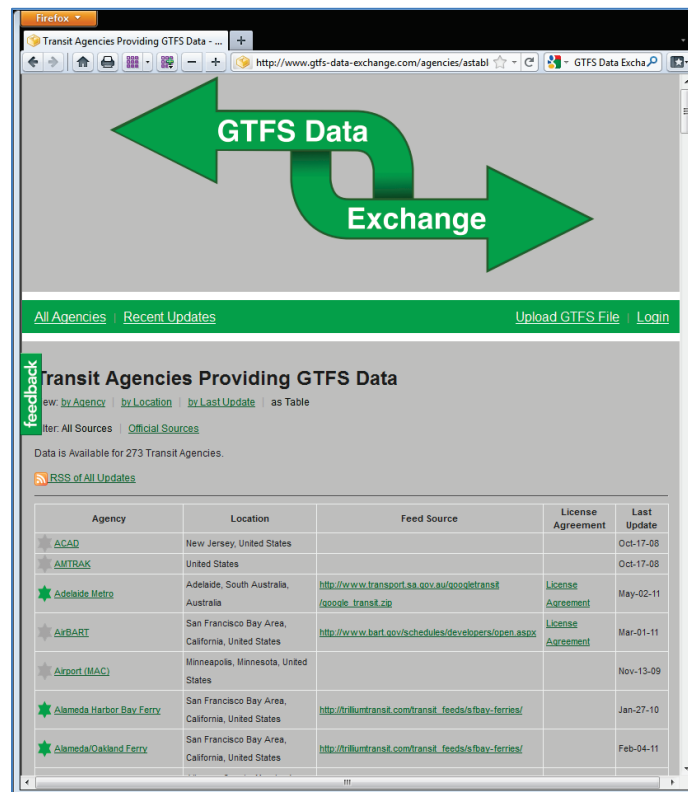 Firefox
Transit Agencies Providing GTFS Data - ...
http://www.gtfs-data-exchange.com/agencies/astabl
GTFS Data Excha
GTFS Data
Exchange
All Agencies | Recent Updates
Upload GTFS File | Login
feedback
Transit Agencies Providing GTFS Data
ew: by Agency | by Location | by Last Update | as Table
lter: All Sources | Official Sources
Data is Available for 273 Transit Agencies.
RSS of All Updates
Agency Location Feed Source License Agreement Last Update
ACAD New Jersey, United States Oct-17-08
AMTRAK United States Oct-17-08
Adelaide Metro Adelaide, South Australia, Australia http://www.transport.sa.gov.au/googletransit/google_transit.zip License Agreement May-02-11
AirBART San Francisco Bay Area, California, United States http://www.bart.gov/schedules/developers/open.aspx License Agreement Mar-01-11
Airport (MAC) Minneapolis, Minnesota, United States Nov-13-09
Alameda Harbor Bay Ferry San Francisco Bay Area, California, United States http://trilliumtransit.com/transit_feeds/sfbay-ferries/ Jan-27-10
Alameda/Oakland Ferry San Francisco Bay Area, California, United States http://trilliumtransit.com/transit_feeds/sfbay-ferries/ Feb-04-11